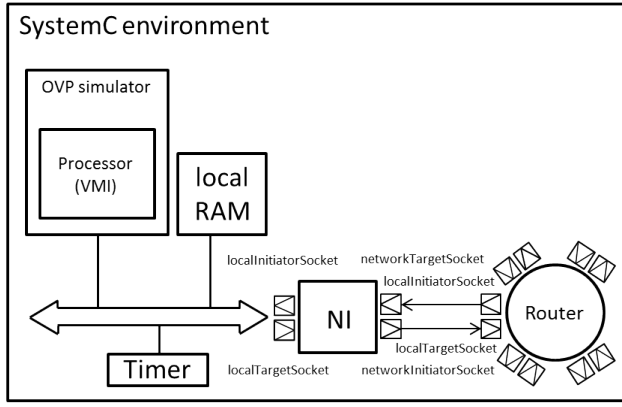 SystemC environment
OVP simulator
Processor
(VMI)
local
RAM
localInitiatorSocket
networkTargetSocket
localInitiatorSocket
NI
Router
localTargetSocket
localTargetSocket
networkInitiatorSocket
Timer